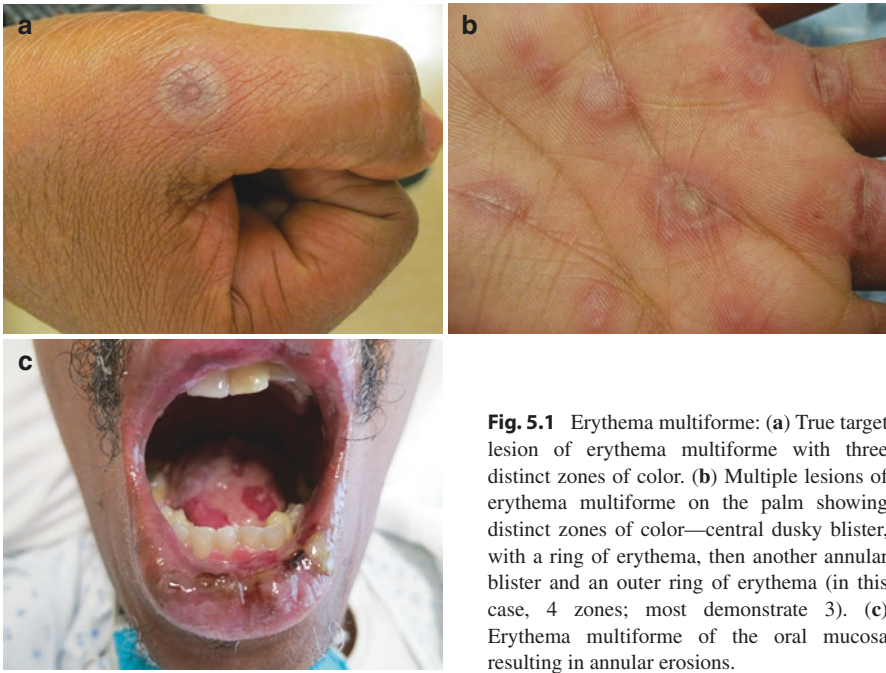 a
b
c
Fig. 5.1 Erythema multiforme: (a) True target
lesion of erythema multiforme with three
distinct zones of color. (b) Multiple lesions of
erythema multiforme on the palm showing
distinct zones of color—central dusky blister,
with a ring of erythema, then another annular
blister and an outer ring of erythema (in this
case, 4 zones; most demonstrate 3). (c)
Erythema multiforme of the oral mucosa
resulting in annular erosions.